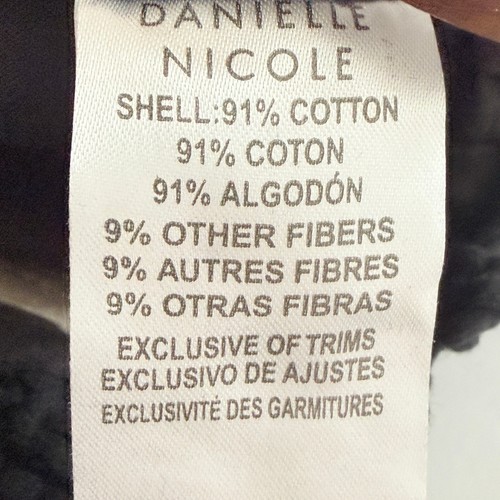 DANIELLE
NICOLE
SHELL:91% COTTON
91% COTON
91% ALGODÓN
9% OTHER FIBERS
9% AUTRES FIBRES
9% OTRAS FIBRAS
EXCLUSIVE OF TRIMS
EXCLUSIVO DE AJUSTES
EXCLUSIVITÉ DES GARMITURES